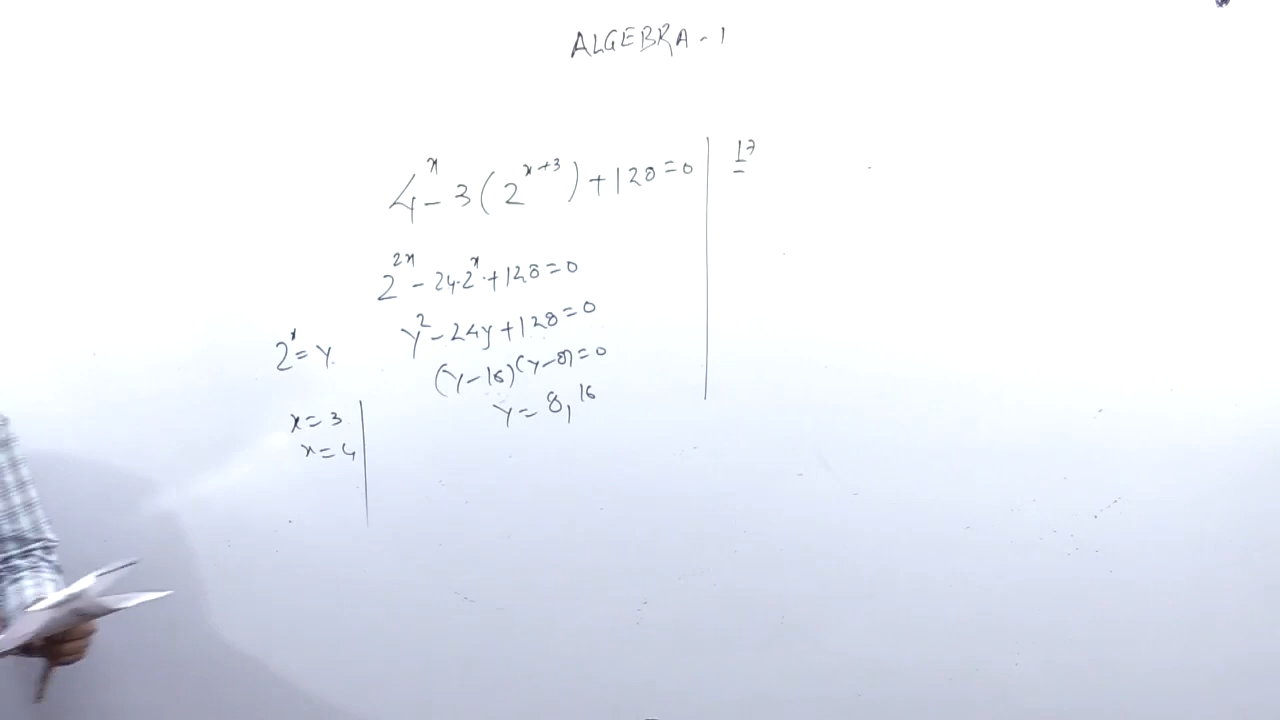 ALGEBRA - 1
4^x - 3(2^{x+3}) + 128 = 0
17
2^{2x} - 24.2^x + 128 = 0
y^2 - 24y + 128 = 0
2^x = y
(y - 16)(y - 8) = 0
y = 8, 16
x = 3
x = 4